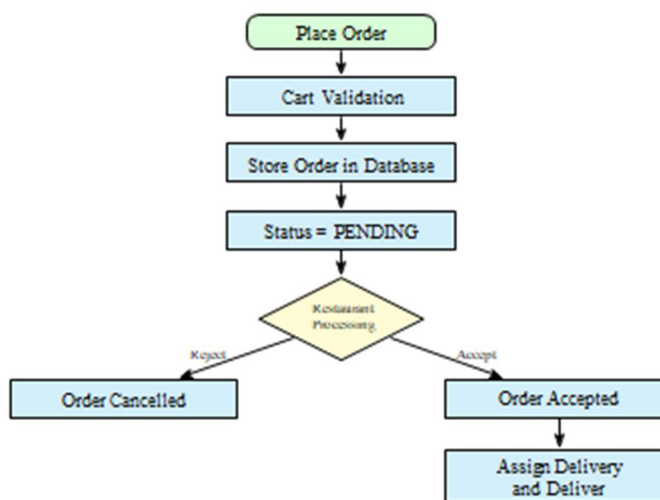 Place Order
Cart Validation
Store Order in Database
Status = PENDING
Restaurant
Processing
Reject
Accept
Order Cancelled
Order Accepted
Assign Delivery
and Deliver